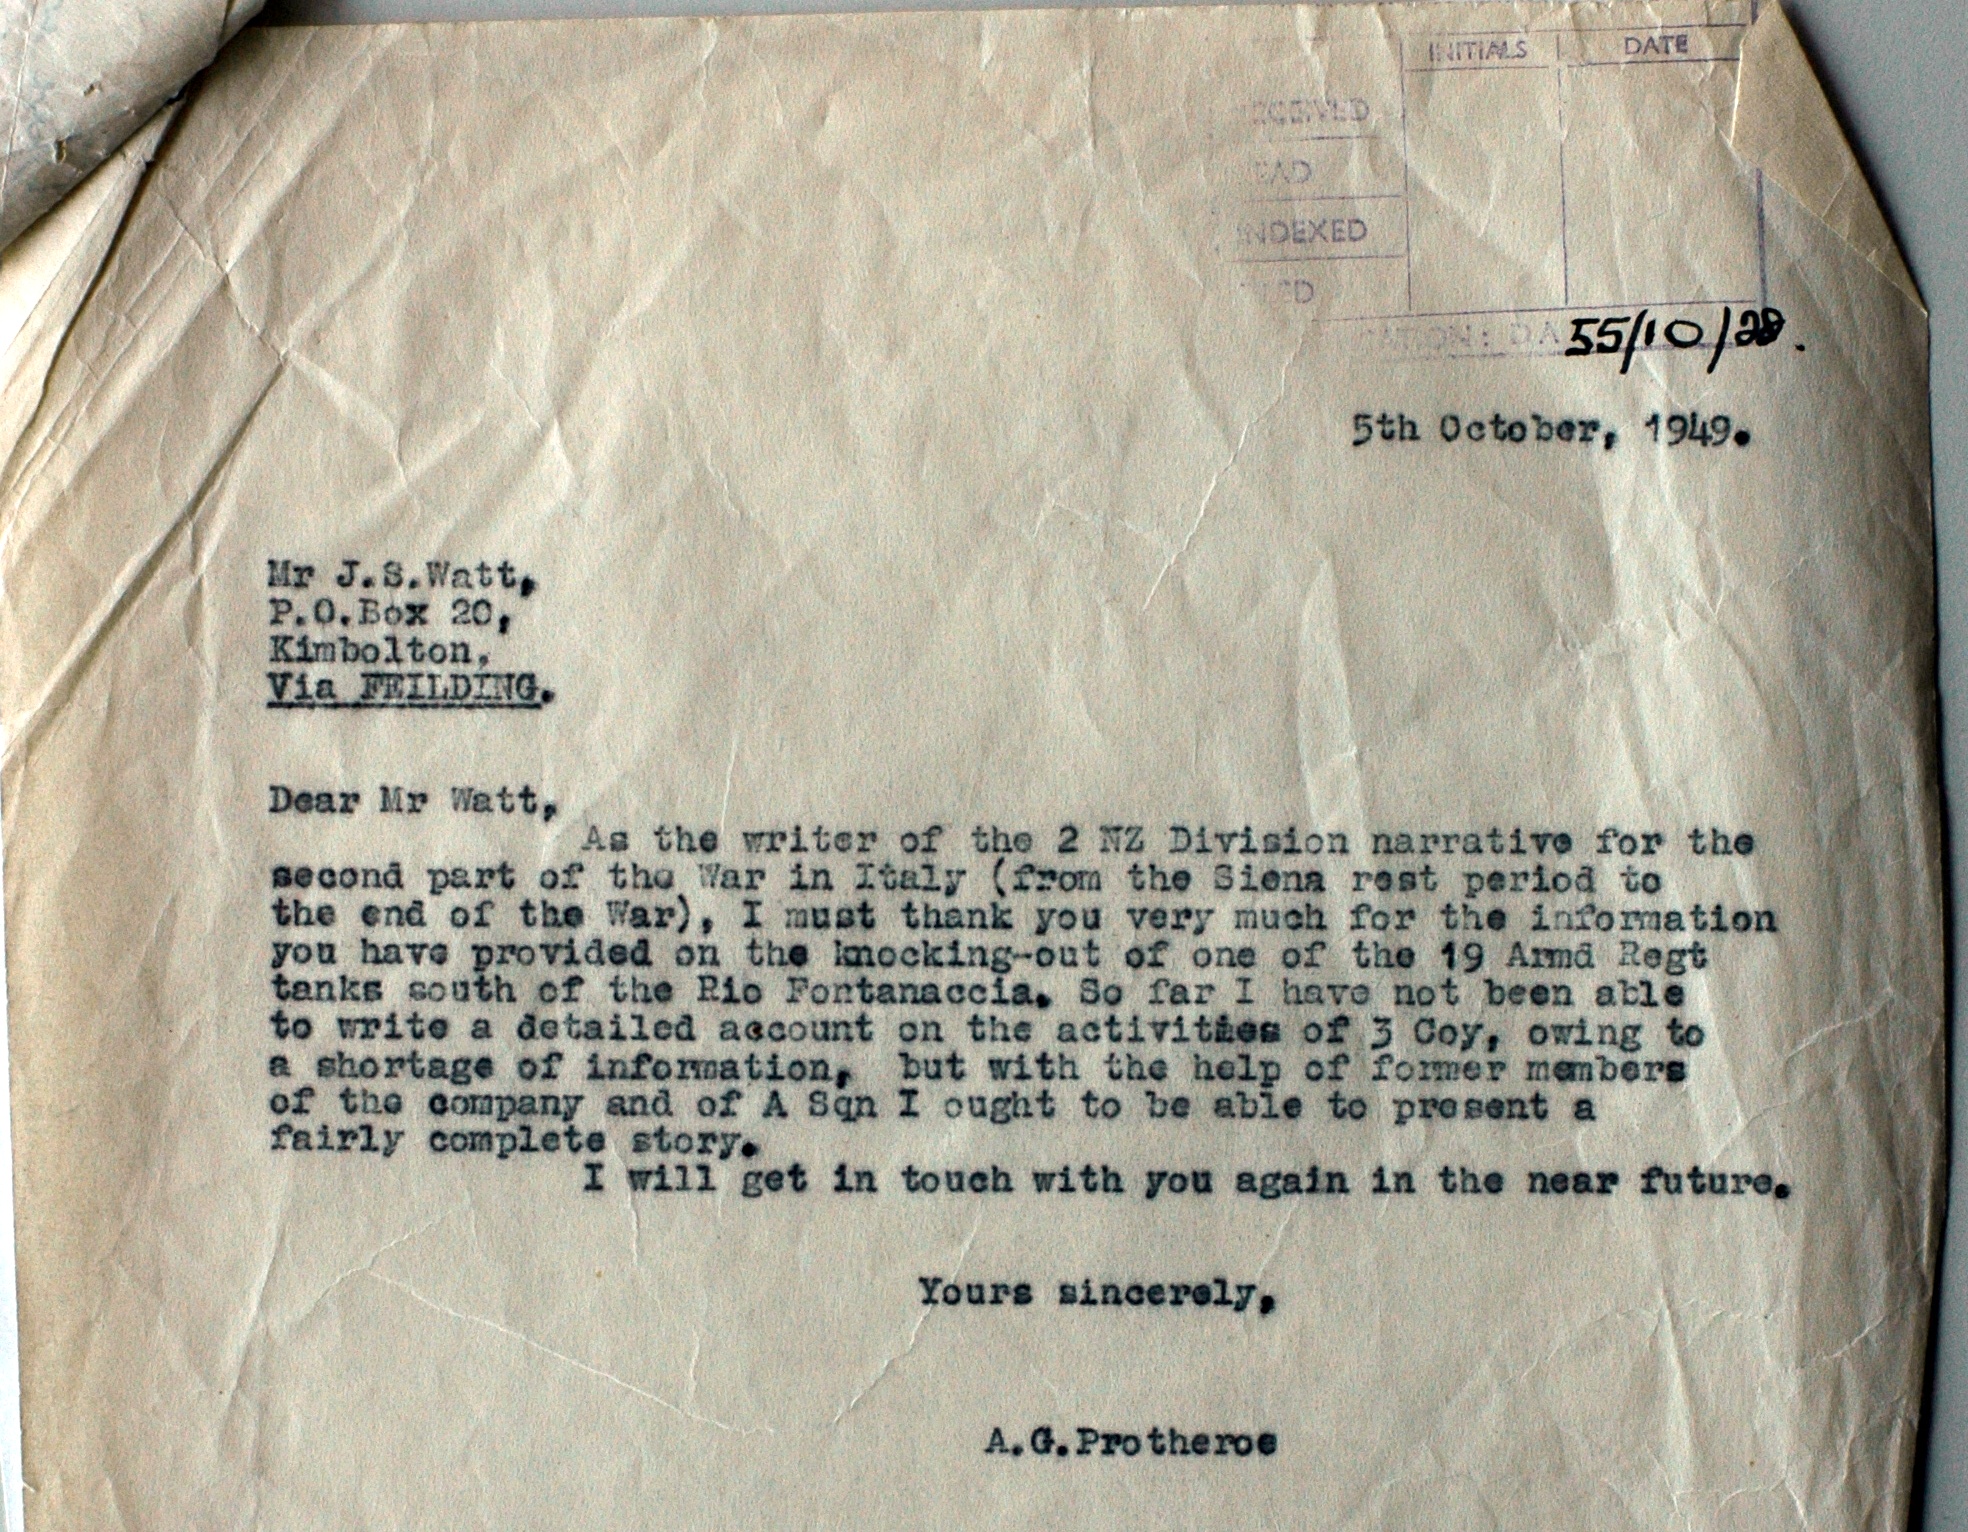 INITIALS DATE
INDEXED
55/10/28.
5th October, 1949.
Mr J.S.Watt,
P.O.Box 20,
Kimbolton,
Via FEILDING.
Dear Mr Watt,
As the writer of the 2 NZ Division narrative for the
second part of the War in Italy (from the Siena rest period to
the end of the War), I must thank you very much for the information
you have provided on the knocking-out of one of the 19 Armd Regt
tanks south of the Rio Fontanaccia. So far I have not been able
to write a detailed account on the activities of 3 Coy, owing to
a shortage of information, but with the help of former members
of the company and of A Sqn I ought to be able to present a
fairly complete story.
I will get in touch with you again in the near future.
Yours sincerely,
A.G.Protheroe